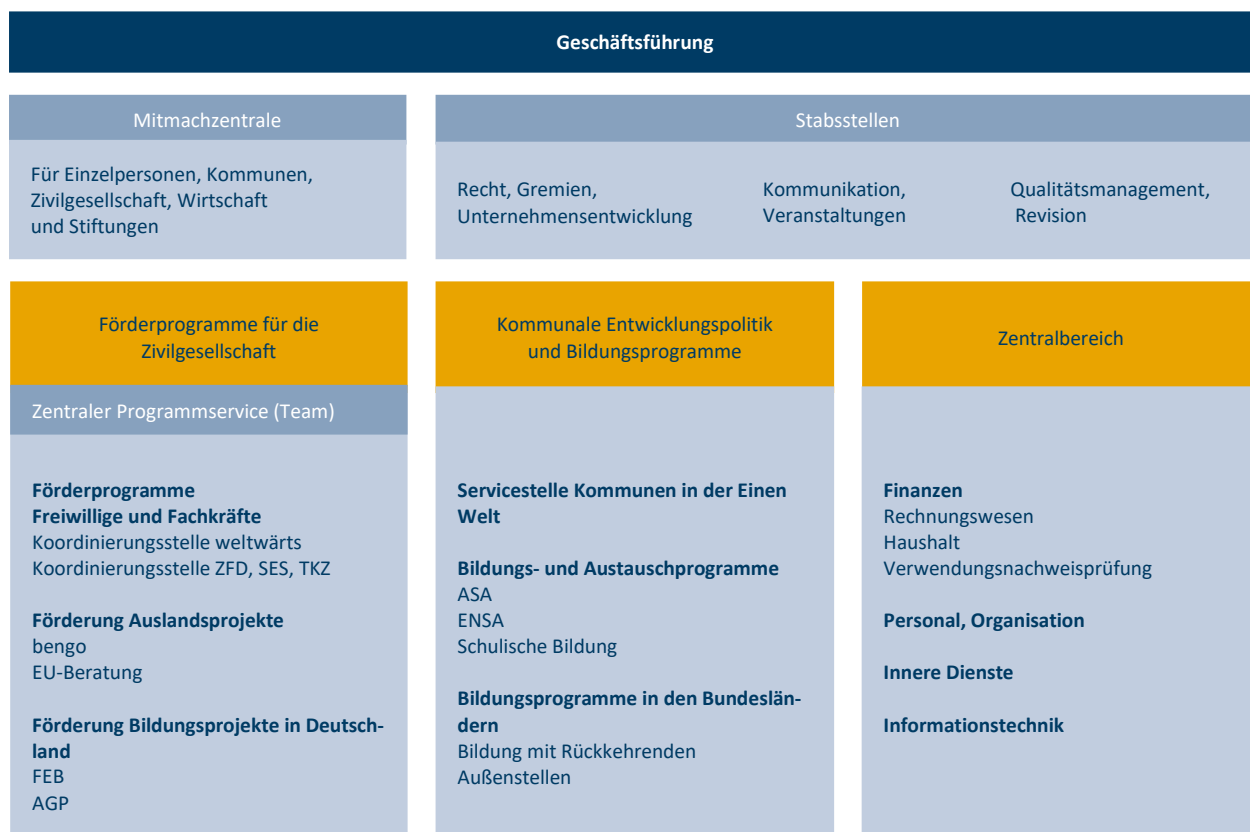 Geschäftsführung
Mitmachzentrale
Für Einzelpersonen, Kommunen,
Zivilgesellschaft, Wirtschaft
und Stiftungen
Stabsstellen
Recht, Gremien,
Unternehmensentwicklung
Kommunikation,
Veranstaltungen
Qualitätsmanagement,
Revision
Förderprogramme für die
Zivilgesellschaft
Zentraler Programmservice (Team)
Förderprogramme
Freiwillige und Fachkräfte
Koordinierungsstelle weltwärts
Koordinierungsstelle ZFD, SES, TKZ
Förderung Auslandsprojekte
bengo
EU-Beratung
Förderung Bildungsprojekte in Deutsch-
land
FEB
AGP
Kommunale Entwicklungspolitik
und Bildungsprogramme
Servicestelle Kommunen in der Einen
Welt
Bildungs- und Austauschprogramme
ASA
ENSA
Schulische Bildung
Bildungsprogramme in den Bundeslän-
dern
Bildung mit Rückkehrenden
Außenstellen
Zentralbereich
Finanzen
Rechnungswesen
Haushalt
Verwendungsnachweisprüfung
Personal, Organisation
Innere Dienste
Informationstechnik